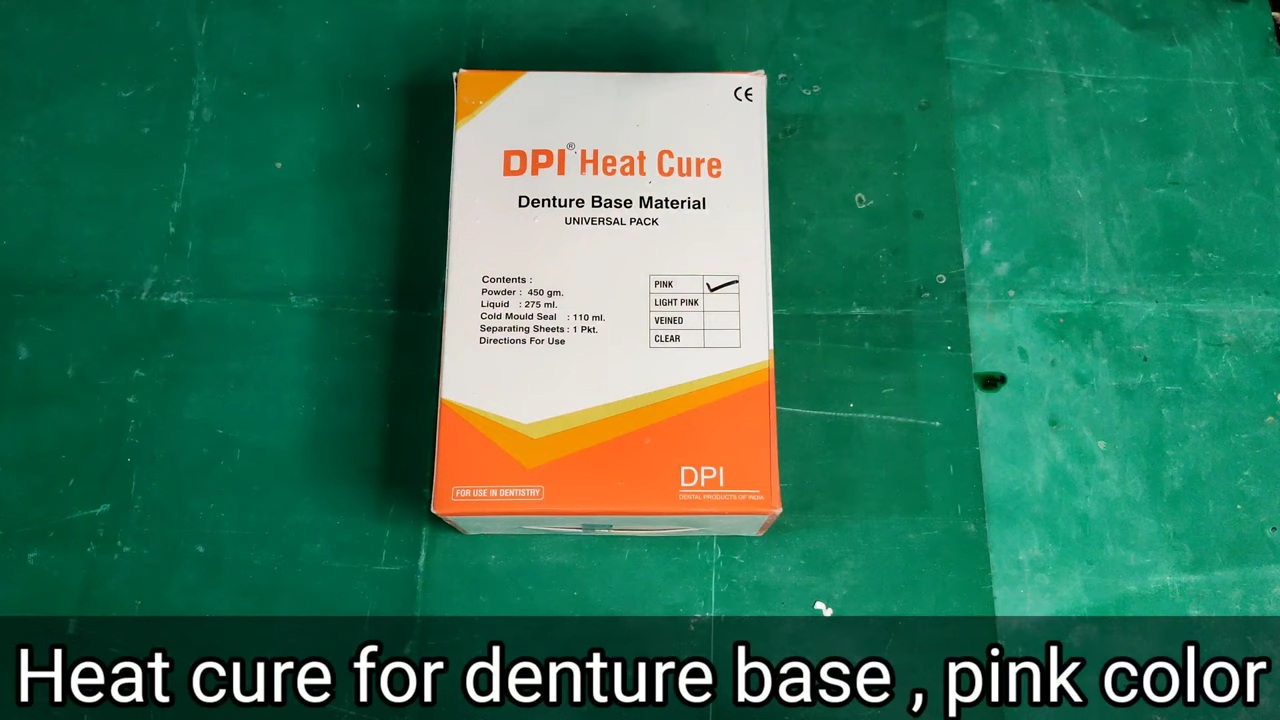 CE
DPI® Heat Cure
Denture Base Material
UNIVERSAL PACK
Contents :
Powder : 450 gm.
Liquid : 275 ml.
Cold Mould Seal : 110 ml.
Separating Sheets : 1 Pkt.
Directions For Use
PINK
LIGHT PINK
VEINED
CLEAR
FOR USE IN DENTISTRY
DPI
DENTAL PRODUCTS OF INDIA
Heat cure for denture base , pink color